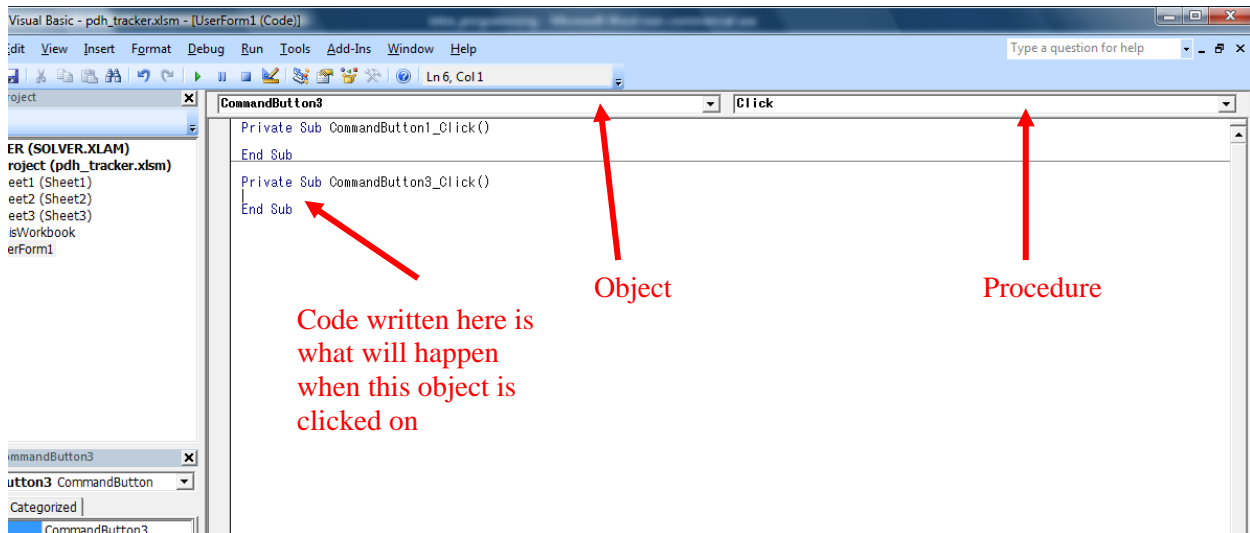 Visual Basic - pdh_tracker.xlsm - [UserForm1 (Code)]
dit View Insert Format Debug Run Tools Add-Ins Window Help
Type a question for help
Ln 6, Col 1
roject
CommandButton3
Click
ER (SOLVER.XLAM)
roject (pdh_tracker.xlsm)
eet1 (Sheet1)
eet2 (Sheet2)
eet3 (Sheet3)
isWorkbook
erForm1
Private Sub CommandButton1_Click()
End Sub
Private Sub CommandButton3_Click()
End Sub
Object
Procedure
Code written here is
what will happen
when this object is
clicked on
ommandButton3
utton3 CommandButton
Categorized
CommandButton3